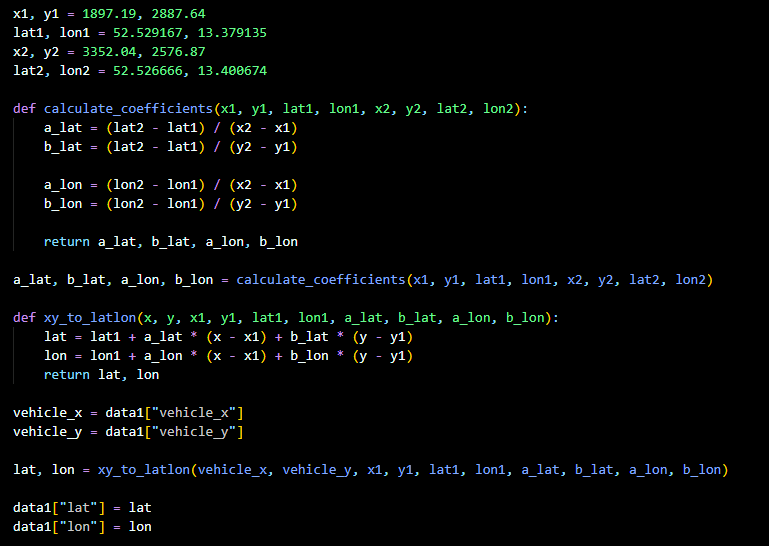 x1, y1 = 1897.19, 2887.64
lat1, lon1 = 52.529167, 13.379135
x2, y2 = 3352.04, 2576.87
lat2, lon2 = 52.526666, 13.400674

def calculate_coefficients(x1, y1, lat1, lon1, x2, y2, lat2, lon2):
    a_lat = (lat2 - lat1) / (x2 - x1)
    b_lat = (lat2 - lat1) / (y2 - y1)

    a_lon = (lon2 - lon1) / (x2 - x1)
    b_lon = (lon2 - lon1) / (y2 - y1)

    return a_lat, b_lat, a_lon, b_lon

a_lat, b_lat, a_lon, b_lon = calculate_coefficients(x1, y1, lat1, lon1, x2, y2, lat2, lon2)

def xy_to_latlon(x, y, x1, y1, lat1, lon1, a_lat, b_lat, a_lon, b_lon):
    lat = lat1 + a_lat * (x - x1) + b_lat * (y - y1)
    lon = lon1 + a_lon * (x - x1) + b_lon * (y - y1)
    return lat, lon

vehicle_x = data1["vehicle_x"]
vehicle_y = data1["vehicle_y"]

lat, lon = xy_to_latlon(vehicle_x, vehicle_y, x1, y1, lat1, lon1, a_lat, b_lat, a_lon, b_lon)

data1["lat"] = lat
data1["lon"] = lon